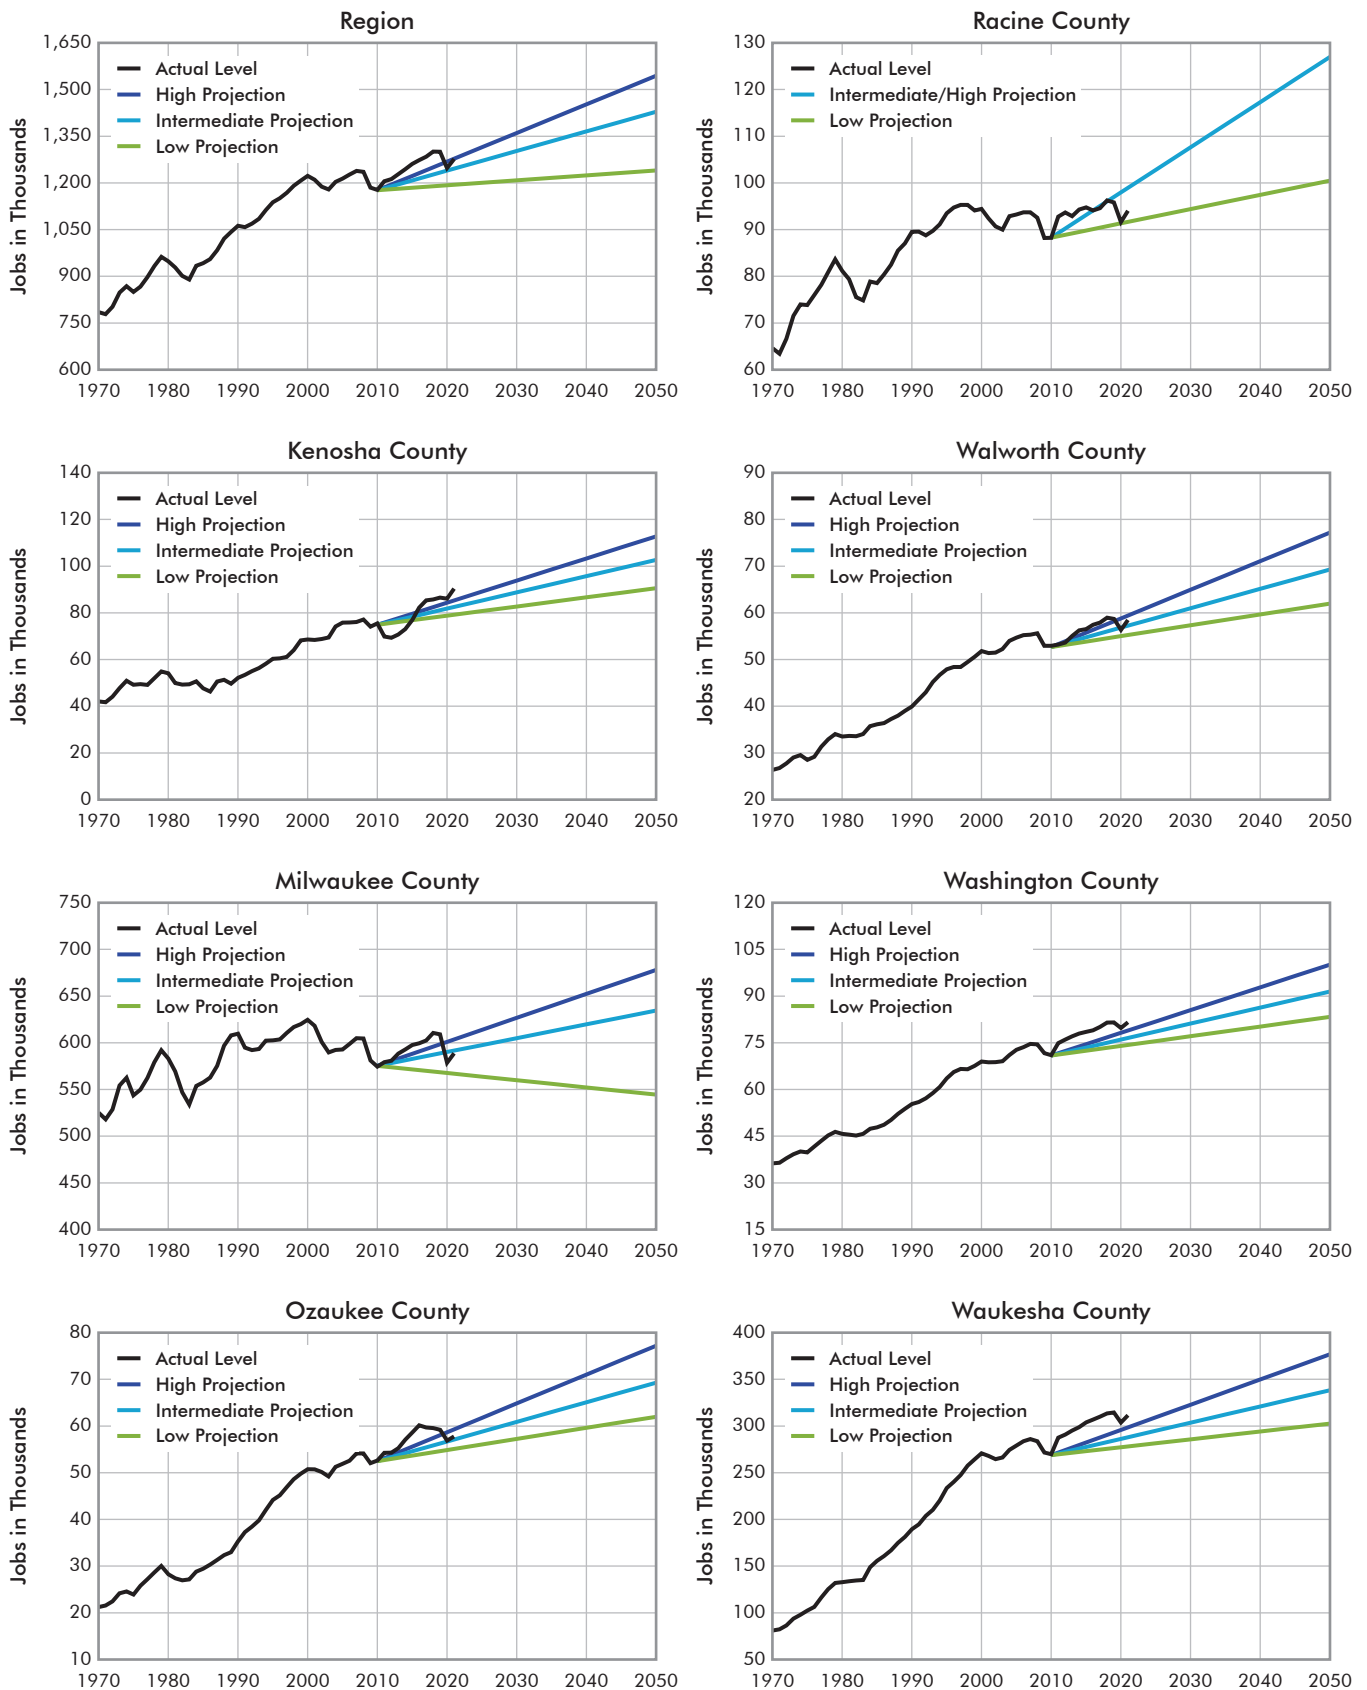 Region
Jobs in Thousands
1,650
1,500
1,350
1,200
1,050
900
750
600
Actual Level
High Projection
Intermediate Projection
Low Projection
1970 1980 1990 2000 2010 2020 2030 2040 2050
Racine County
Jobs in Thousands
130
120
110
100
90
80
70
60
Actual Level
Intermediate/High Projection
Low Projection
1970 1980 1990 2000 2010 2020 2030 2040 2050
Kenosha County
Jobs in Thousands
140
120
100
80
60
40
20
0
Actual Level
High Projection
Intermediate Projection
Low Projection
1970 1980 1990 2000 2010 2020 2030 2040 2050
Walworth County
Jobs in Thousands
90
80
70
60
50
40
30
20
Actual Level
High Projection
Intermediate Projection
Low Projection
1970 1980 1990 2000 2010 2020 2030 2040 2050
Milwaukee County
Jobs in Thousands
750
700
650
600
550
500
450
400
Actual Level
High Projection
Intermediate Projection
Low Projection
1970 1980 1990 2000 2010 2020 2030 2040 2050
Washington County
Jobs in Thousands
120
105
90
75
60
45
30
15
Actual Level
High Projection
Intermediate Projection
Low Projection
1970 1980 1990 2000 2010 2020 2030 2040 2050
Ozaukee County
Jobs in Thousands
80
70
60
50
40
30
20
10
Actual Level
High Projection
Intermediate Projection
Low Projection
1970 1980 1990 2000 2010 2020 2030 2040 2050
Waukesha County
Jobs in Thousands
400
350
300
250
200
150
100
50
Actual Level
High Projection
Intermediate Projection
Low Projection
1970 1980 1990 2000 2010 2020 2030 2040 2050